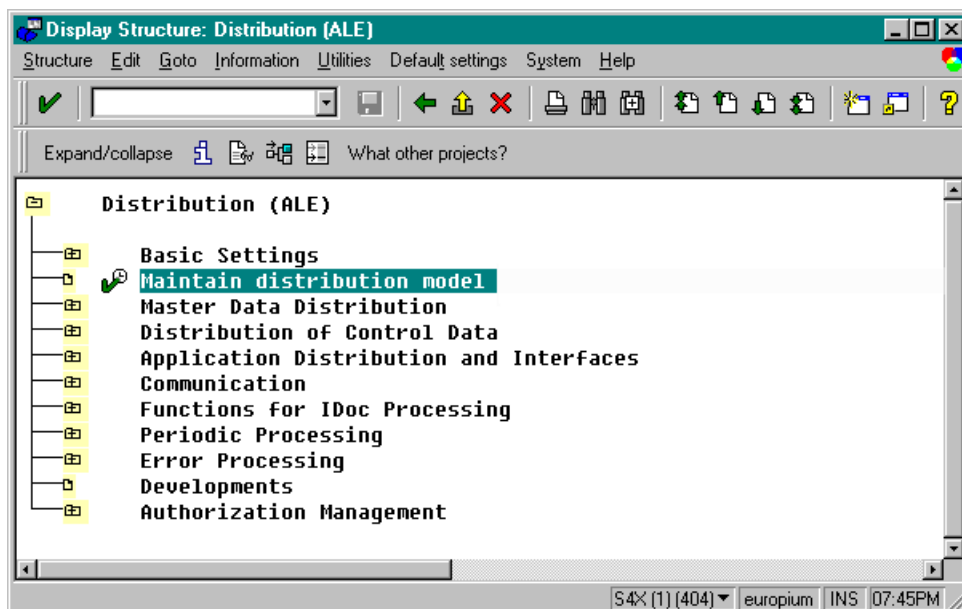 Display Structure: Distribution (ALE)
Structure Edit Goto Information Utilities Default settings System Help
Expand/collapse What other projects?
Distribution (ALE)
Basic Settings
Maintain distribution model
Master Data Distribution
Distribution of Control Data
Application Distribution and Interfaces
Communication
Functions for IDoc Processing
Periodic Processing
Error Processing
Developments
Authorization Management
S4X (1) (404) europium INS 07:45PM